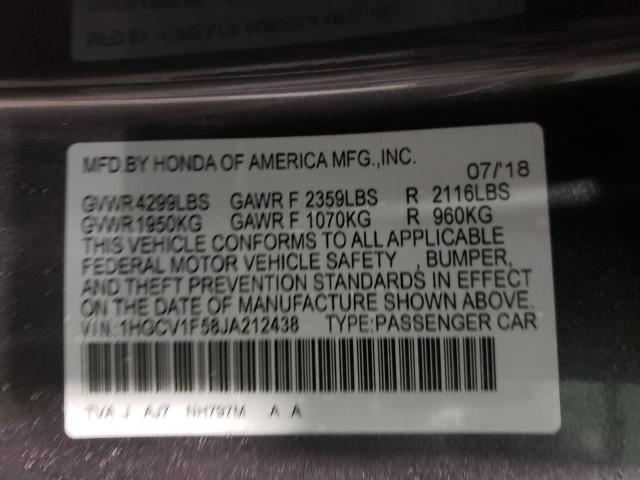 MFD.BY HONDA OF AMERICA MFG.,INC.
07/'18
GVWR 4299LBS GAWR F 2359LBS R 2116LBS
GVWR 1950KG GAWR F 1070KG R 960KG
THIS VEHICLE CONFORMS TO ALL APPLICABLE
FEDERAL MOTOR VEHICLE SAFETY , BUMPER,
AND THEFT PREVENTION STANDARDS IN EFFECT
ON THE DATE OF MANUFACTURE SHOWN ABOVE.
VIN: 1HGCV1F58JA212438 TYPE:PASSENGER CAR
TVA J AJ7 NH797M A A